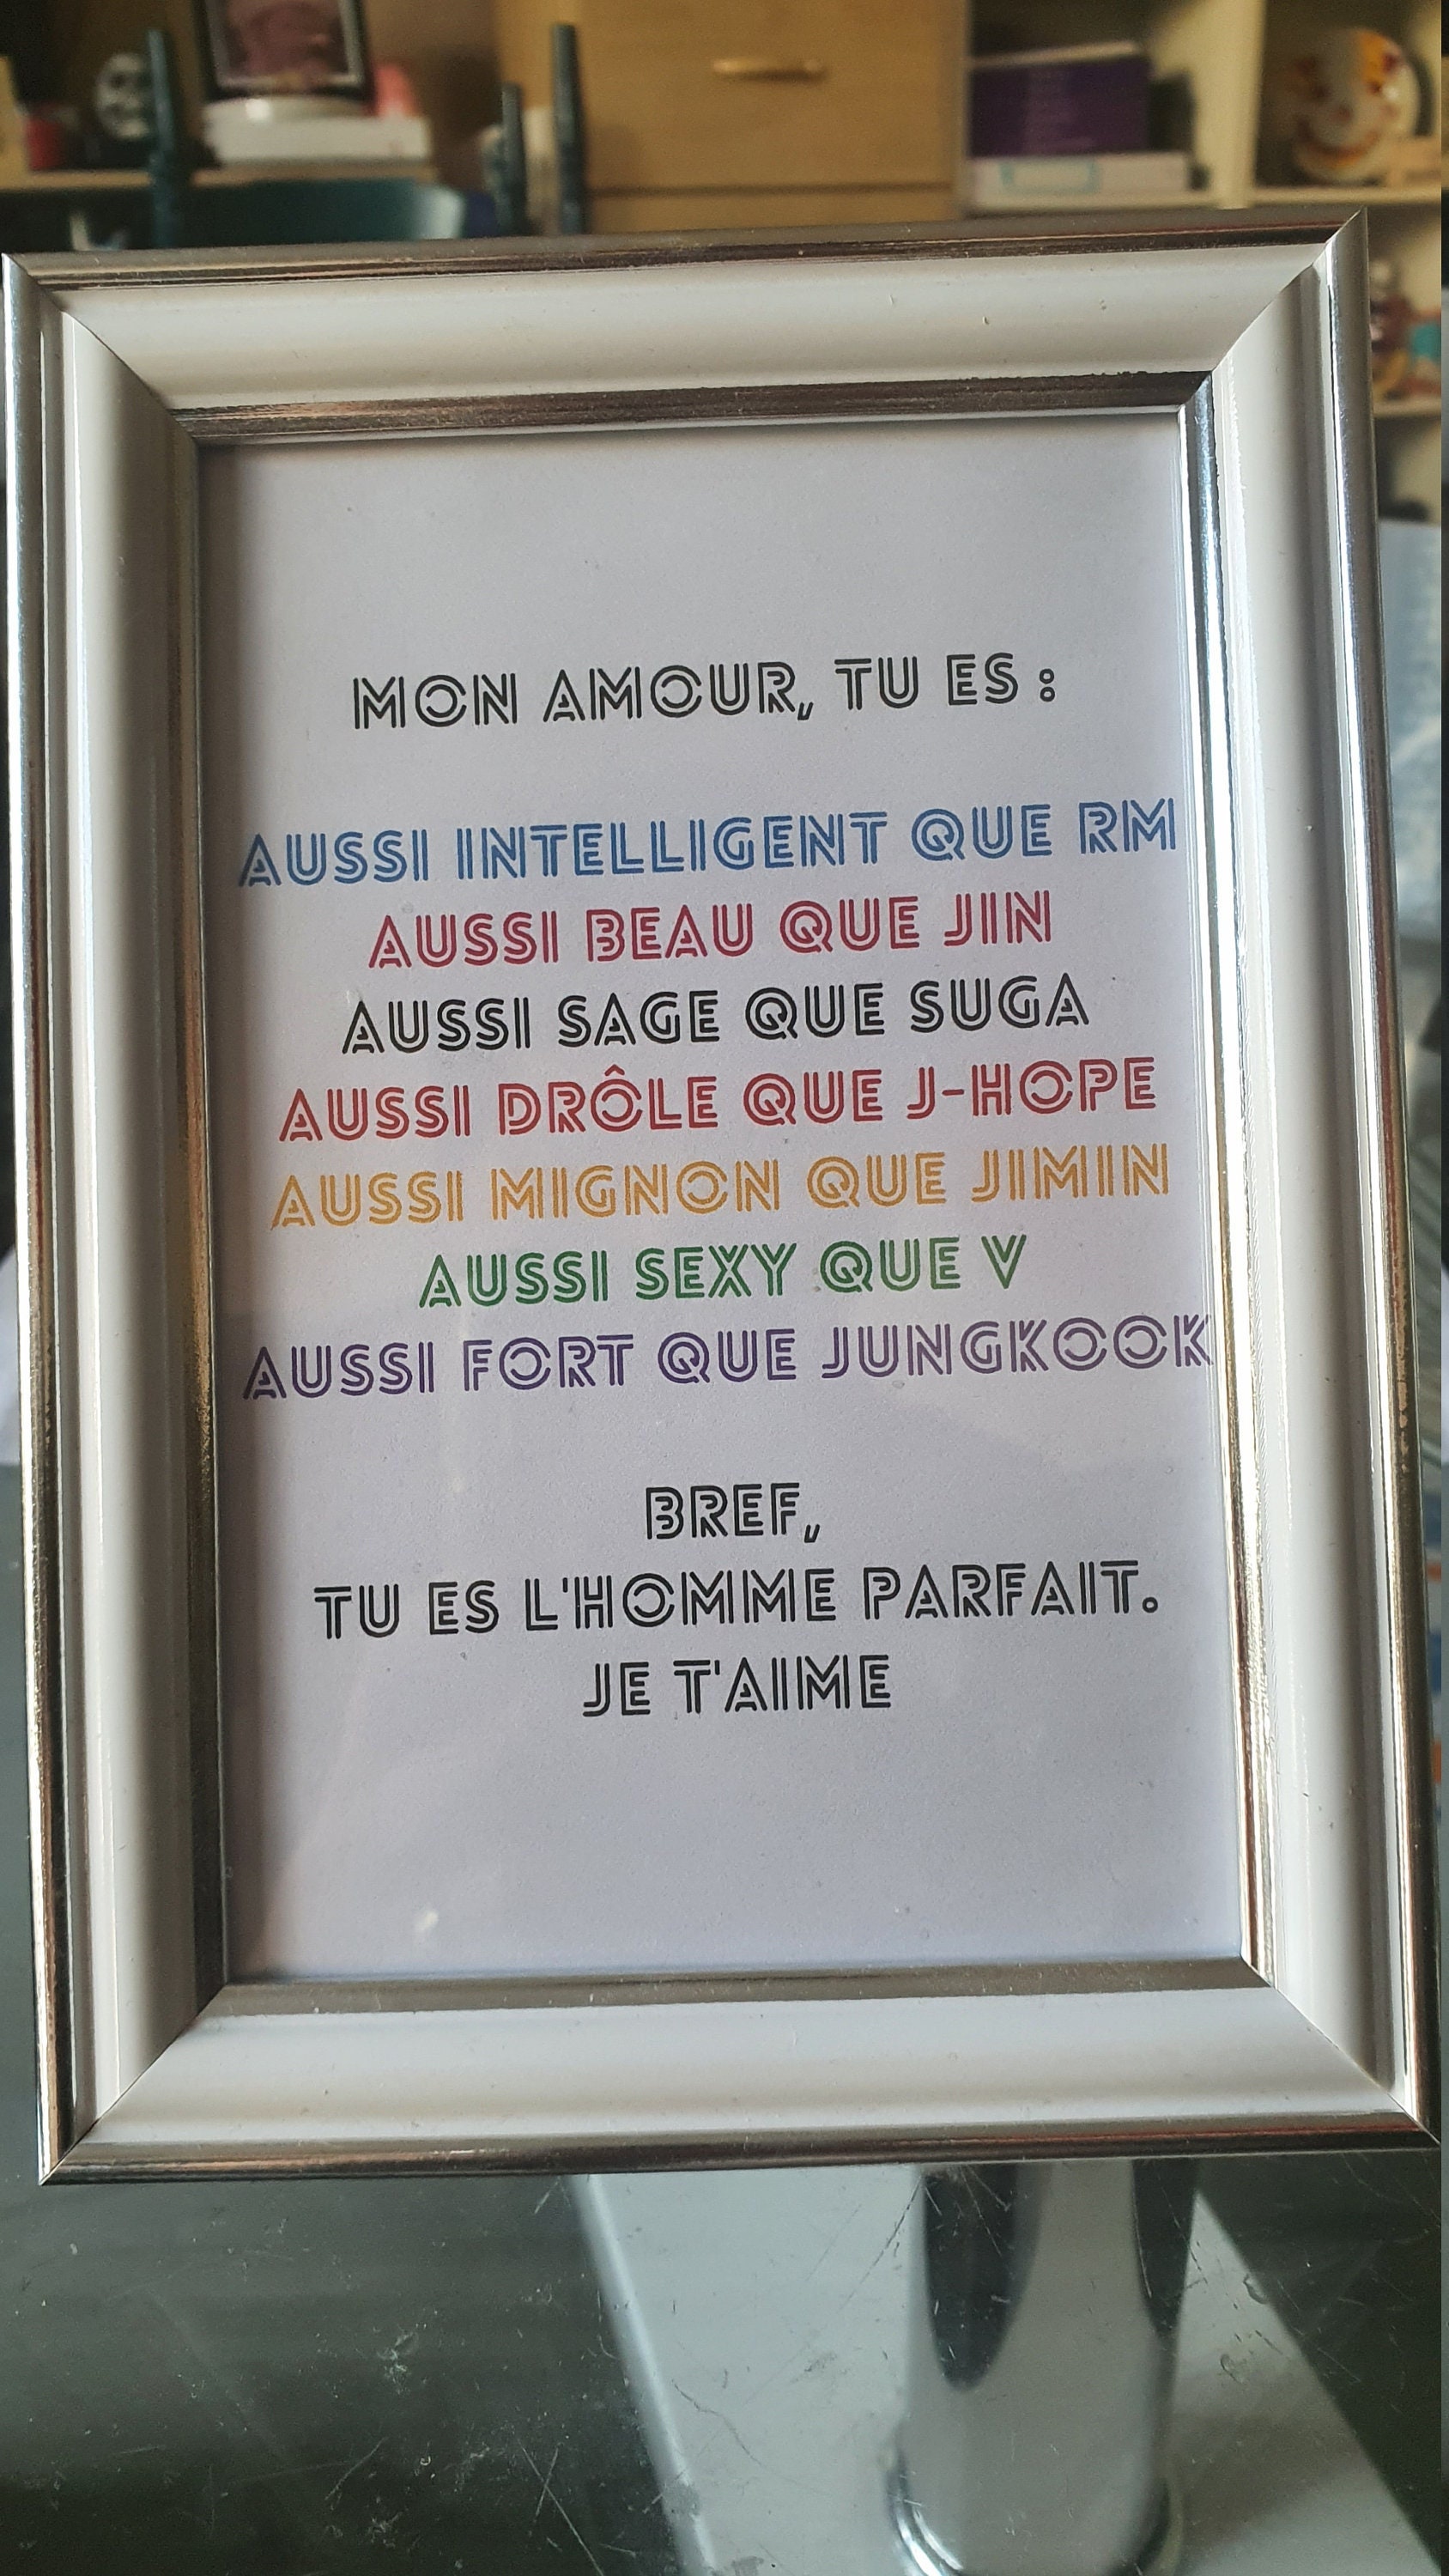 MON AMOUR, TU ES :
AUSSI INTELLIGENT QUE RM
AUSSI BEAU QUE JIN
AUSSI SAGE QUE SUGA
AUSSI DRÔLE QUE J-HOPE
AUSSI MIGNON QUE JIMIN
AUSSI SEXY QUE V
AUSSI FORT QUE JUNGKOOK
BREF,
TU ES L'HOMME PARFAIT.
JE T'AIME